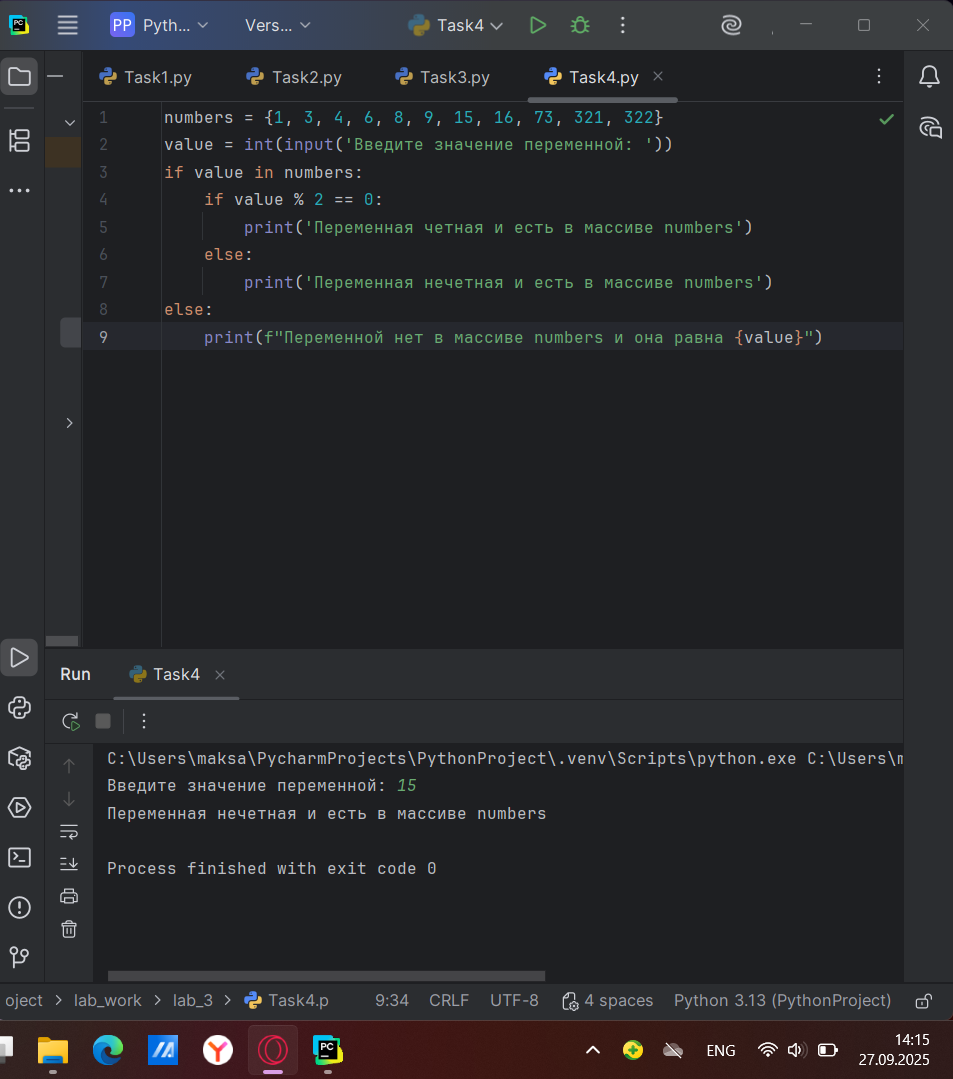 PP Pyth... Vers... Task4
Task1.py Task2.py Task3.py Task4.py
1 numbers = {1, 3, 4, 6, 8, 9, 15, 16, 73, 321, 322}
2 value = int(input('Введите значение переменной: '))
3 if value in numbers:
4     if value % 2 == 0:
5         print('Переменная четная и есть в массиве numbers')
6     else:
7         print('Переменная нечетная и есть в массиве numbers')
8 else:
9     print(f"Переменной нет в массиве numbers и она равна {value}")
Run Task4
C:\Users\maksa\PycharmProjects\PythonProject\.venv\Scripts\python.exe C:\Users\m
Введите значение переменной: 15
Переменная нечетная и есть в массиве numbers
Process finished with exit code 0
oject > lab_work > lab_3 > Task4.p 9:34 CRLF UTF-8 4 spaces Python 3.13 (PythonProject)
ENG 14:15
27.09.2025